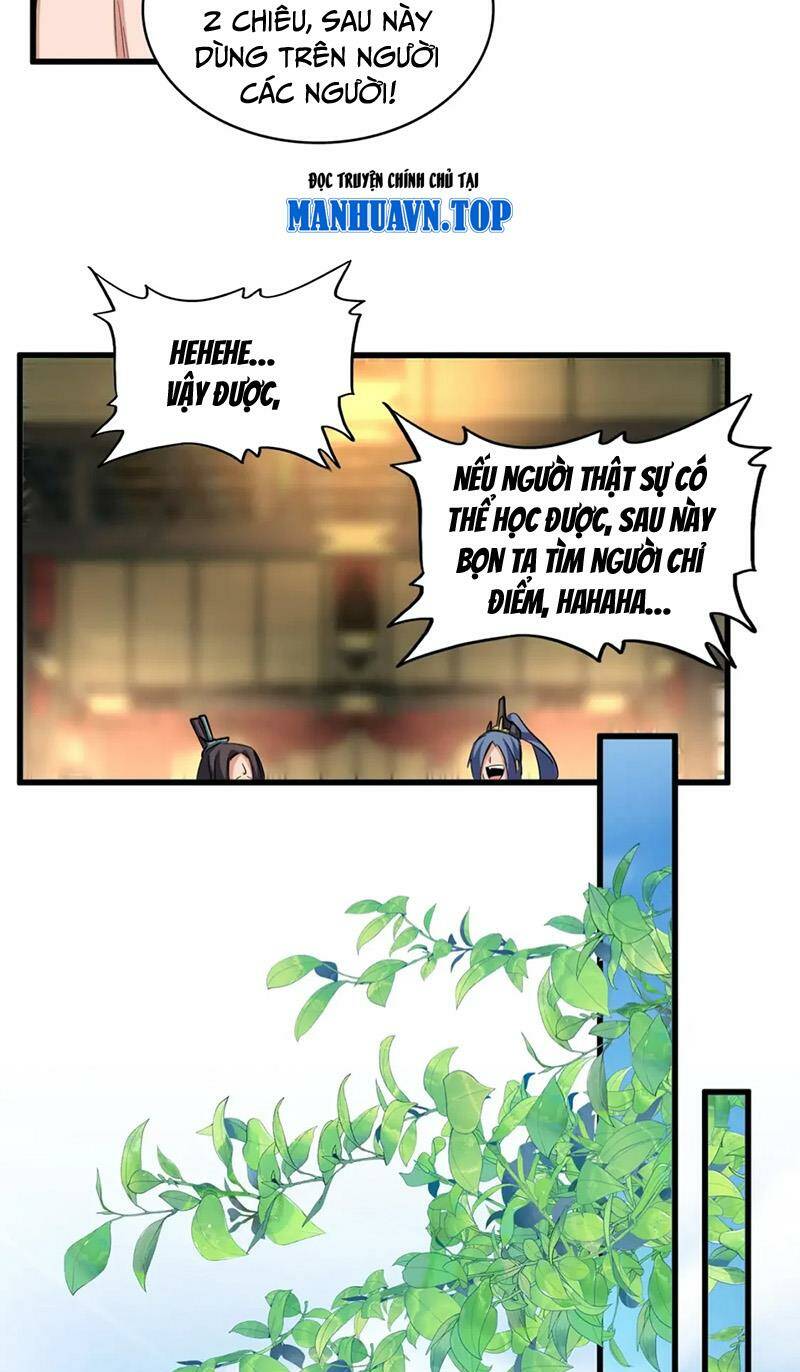 2 CHIÊU, SAU NÀY
DÙNG TRÊN NGƯỜI
CÁC NGƯƠI!
ĐỌC TRUYỆN CHÍNH CHỦ TẠI
MANHUAVN.TOP
HEHEHE...
VẬY ĐƯỢC,
NẾU NGƯƠI THẬT SỰ CÓ
THỂ HỌC ĐƯỢC, SAU NÀY
BỌN TA TÌM NGƯƠI CHỈ
ĐIỂM, HAHAHA...